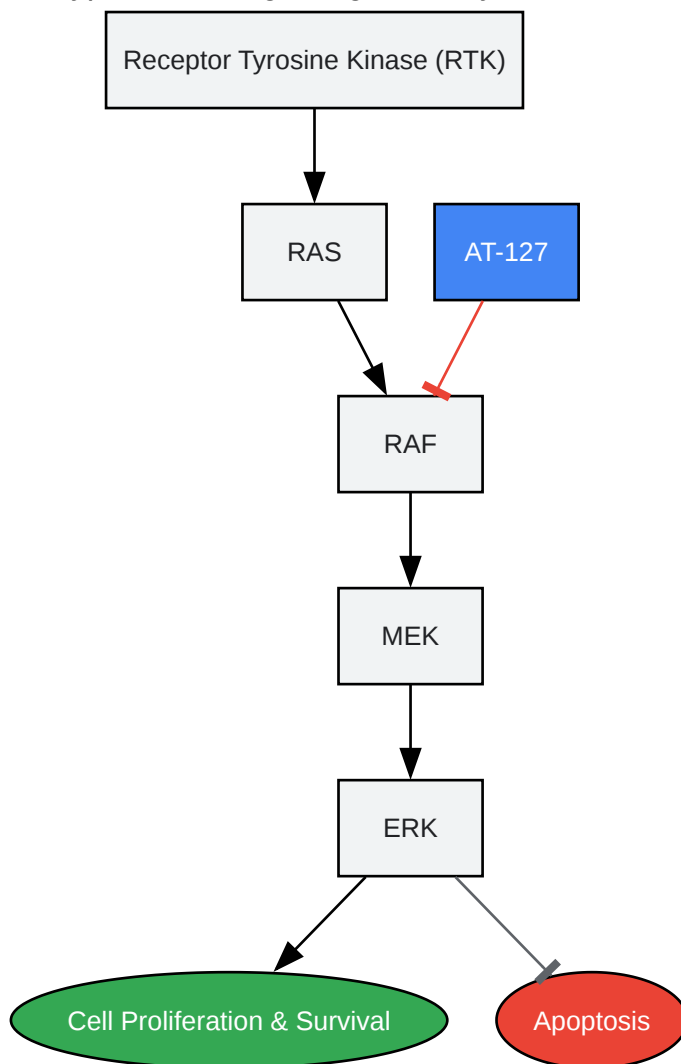 Receptor Tyrosine Kinase (RTK)
RAS
AT-127
RAF
MEK
ERK
Cell Proliferation & Survival
Apoptosis